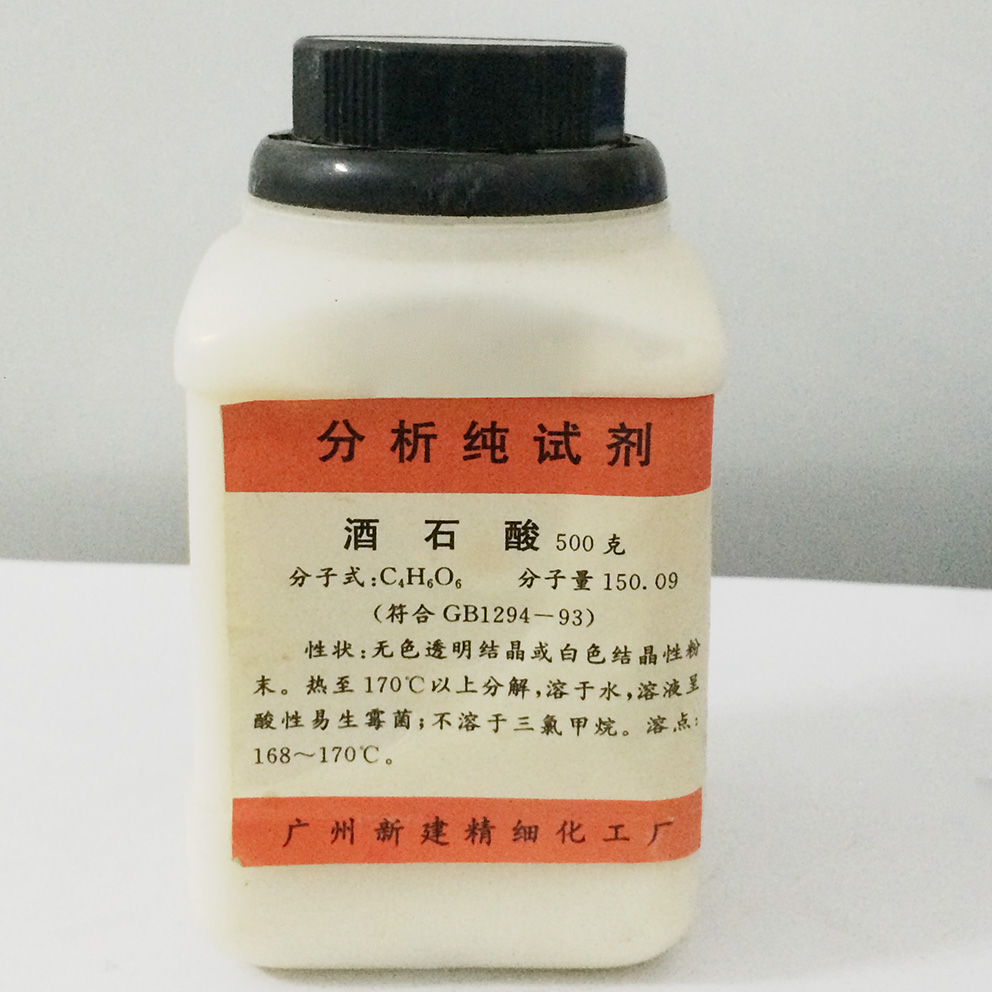 分析纯试剂
酒石酸 500克
分子式:C₄H₆O₆ 分子量 150.09
(符合 GB1294-93)
性状:无色透明结晶或白色结晶性粉
末。热至 170℃以上分解,溶于水,溶液呈
酸性易生霉菌;不溶于三氯甲烷。溶点:
168~170℃。
广州新建精细化工厂